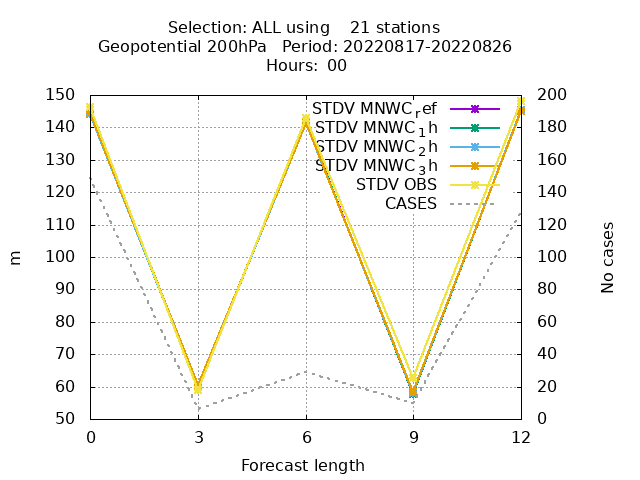 Selection: ALL using    21 stations
Geopotential 200hPa   Period: 20220817-20220826
Hours:  00
150
140
130
120
110
100
90
80
70
60
50
200
180
160
140
120
100
80
60
40
20
0
STDV MNWC_ref
STDV MNWC_1h
STDV MNWC_2h
STDV MNWC_3h
STDV OBS
CASES
m
No cases
0 3 6 9 12
Forecast length